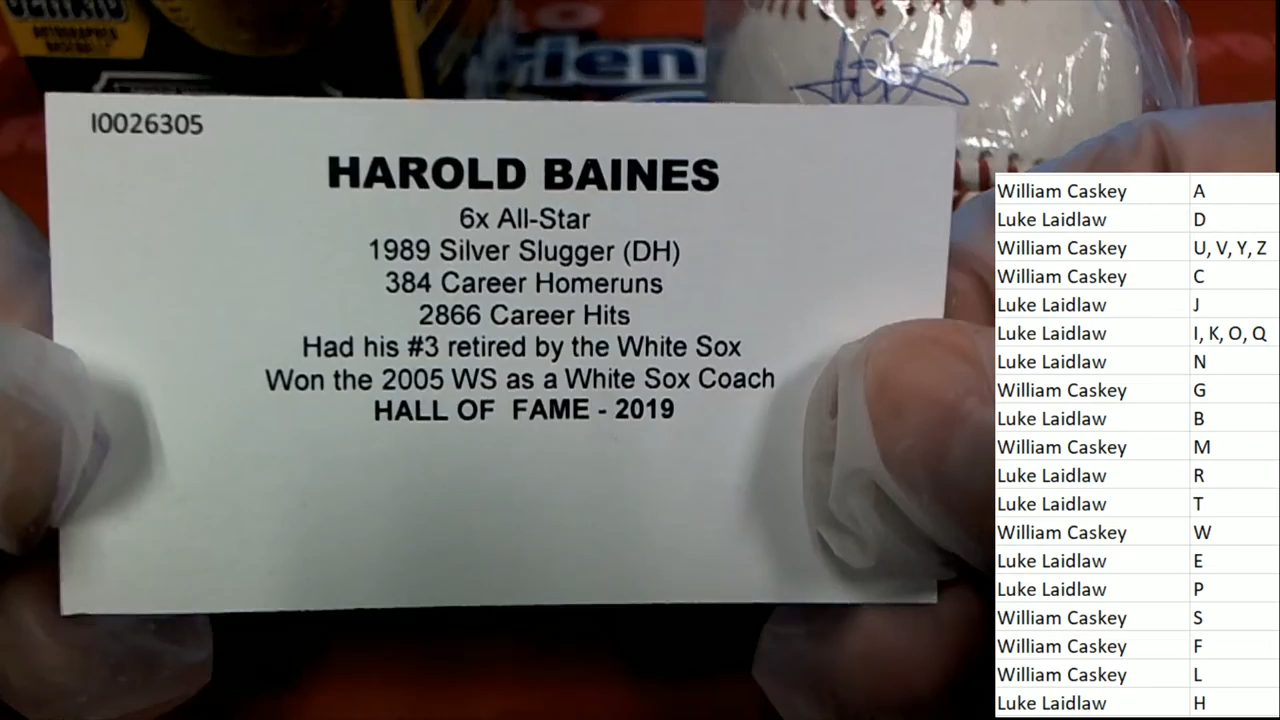 AUTOGRAPHED
BASEBALL
I0026305
HAROLD BAINES
6x All-Star
1989 Silver Slugger (DH)
384 Career Homeruns
2866 Career Hits
Had his #3 retired by the White Sox
Won the 2005 WS as a White Sox Coach
HALL OF FAME - 2019
William Caskey A
Luke Laidlaw D
William Caskey U, V, Y, Z
William Caskey C
Luke Laidlaw J
Luke Laidlaw I, K, O, Q
Luke Laidlaw N
William Caskey G
Luke Laidlaw B
William Caskey M
Luke Laidlaw R
Luke Laidlaw T
William Caskey W
Luke Laidlaw E
Luke Laidlaw P
William Caskey S
William Caskey F
William Caskey L
Luke Laidlaw H